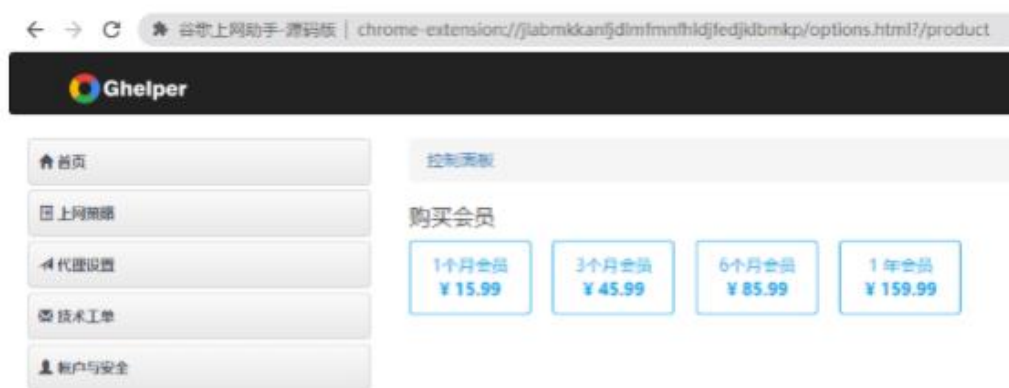 谷歌上网助手-源码版 | chrome-extension://
/options.html?/product
Ghelper
首页
控制面板
上网策略
购买会员
代理设置
1个月会员
¥ 15.99
3个月会员
¥ 45.99
6个月会员
¥ 85.99
1 年会员
¥ 159.99
技术工单
帐户与安全